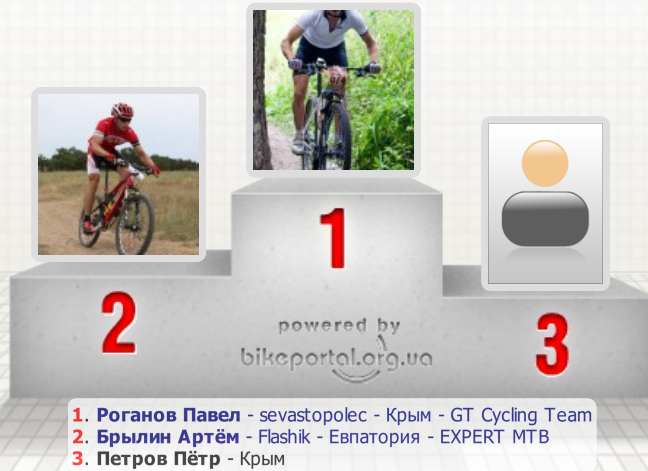 1
2
3
powered by
bikeportal.org.ua
1. Роганов Павел - sevastopolec - Крым - GT Cycling Team
2. Брылин Артём - Flashik - Евпатория - EXPERT MTB
3. Петров Пётр - Крым